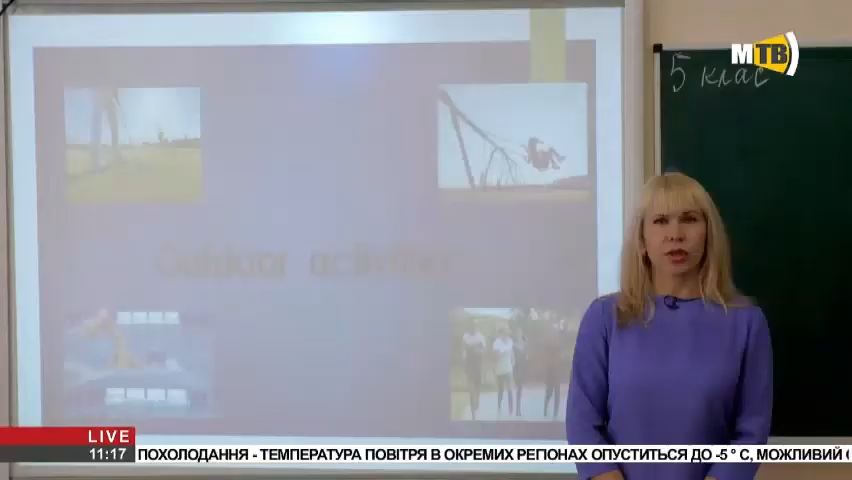 МТВ
5 клас
Outdoor activities
LIVE
11:17 ПОХОЛОДАННЯ - ТЕМПЕРАТУРА ПОВІТРЯ В ОКРЕМИХ РЕГІОНАХ ОПУСТИТЬСЯ ДО -5 ° С, МОЖЛИВИЙ